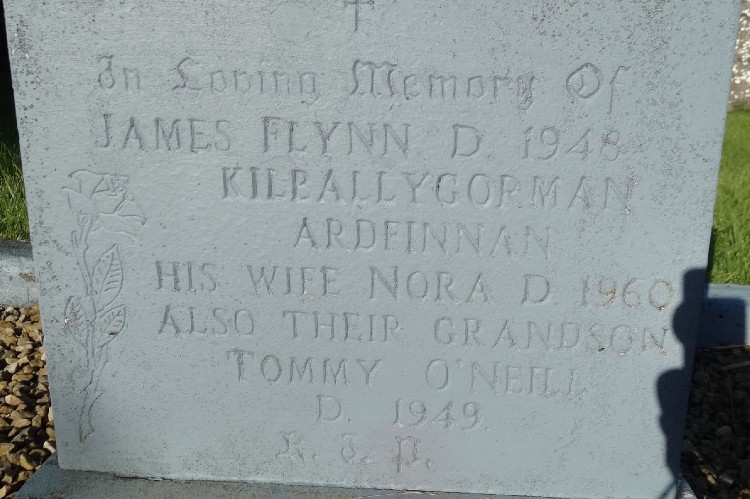 In Loving Memory Of
JAMES FLYNN D. 1948
KILBALLYGORMAN
ARDFINNAN
HIS WIFE NORA D. 1960
ALSO THEIR GRANDSON
TOMMY O'NEILL
D. 1949.
R. I. P.